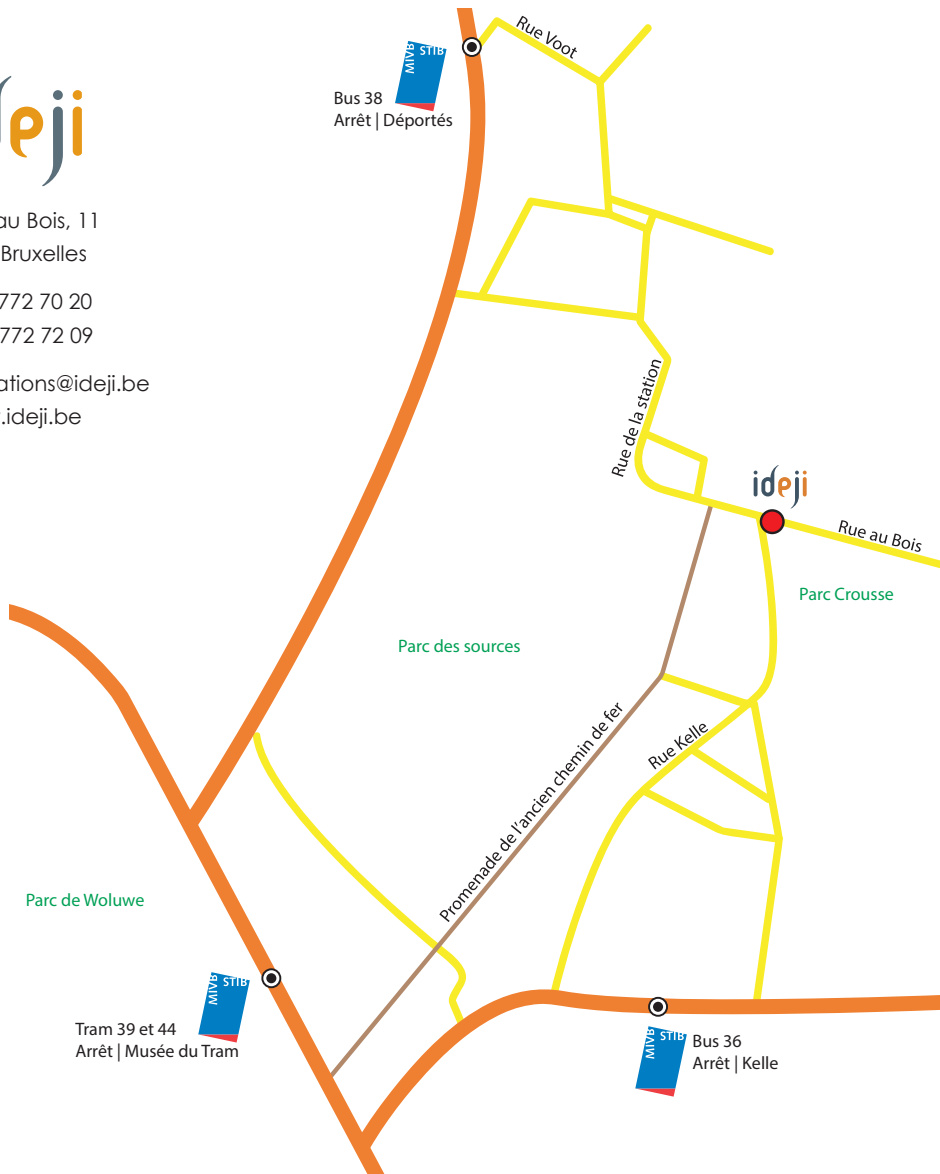 deji
au Bois, 11
Bruxelles
772 70 20
772 72 09
ations@ideji.be
.ideji.be
MIVB STIB
Bus 38
Arrêt | Déportés
Rue Voot
Rue de la station
ideji
Rue au Bois
Parc Crousse
Parc des sources
Promenade de l'ancien chemin de fer
Rue Kelle
Parc de Woluwe
MIVB STIB
Tram 39 et 44
Arrêt | Musée du Tram
MIVB STIB
Bus 36
Arrêt | Kelle